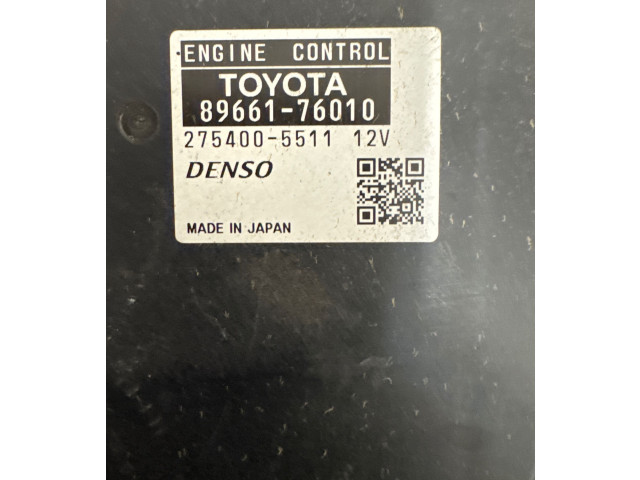 ENGINE CONTROL
TOYOTA
89661-76010
275400-5511 12V
DENSO
MADE IN JAPAN